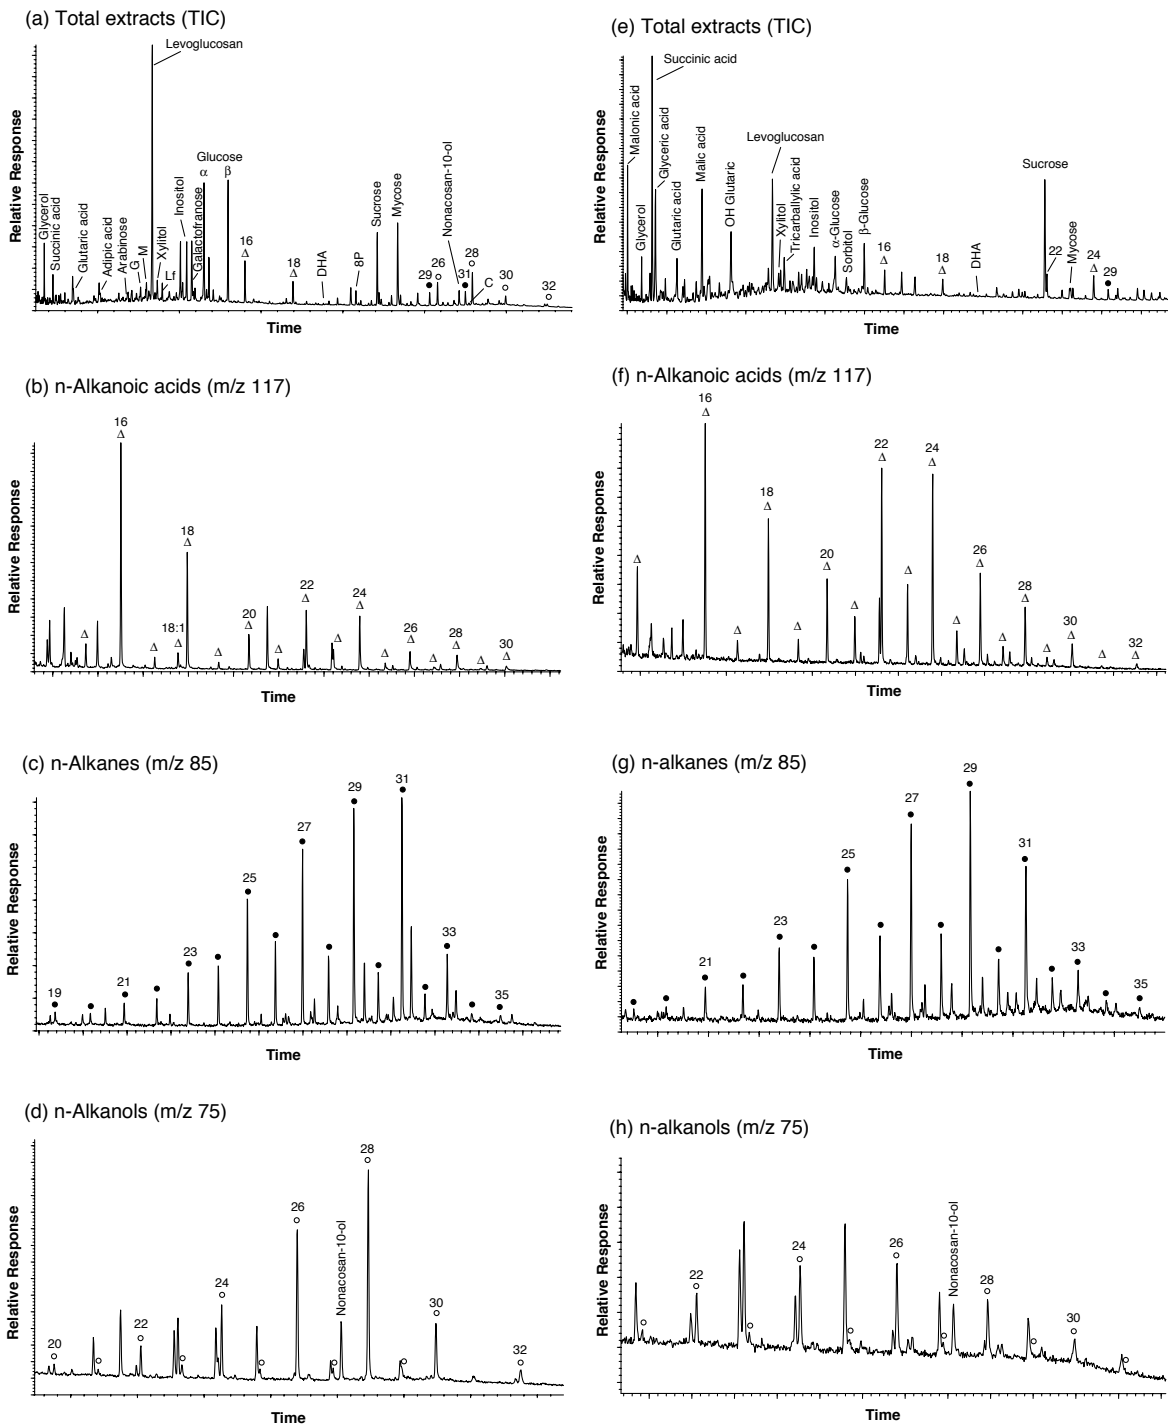 (a) Total extracts (TIC)
Levoglucosan
Glycerol
Succinic acid
Glutaric acid
Adipic acid
Arabinose
G
M
Xylitol
Lf
Inositol
Galactofranose
Glucose
α
β
16
Δ
18
Δ
DHA
8P
Sucrose
Mycose
Nonacosan-10-ol
29
26
31
28
C
30
32
Relative Response
Time
(e) Total extracts (TIC)
Succinic acid
Malonic acid
Glycerol
Glyceric acid
Glutaric acid
Malic acid
OH Glutaric
Levoglucosan
Xylitol
Tricarballylic acid
Inositol
α-Glucose
Sorbitol
β-Glucose
16
Δ
18
Δ
DHA
Sucrose
22
Mycose
24
Δ
29
Relative Response
Time
(b) n-Alkanoic acids (m/z 117)
16
Δ
Δ
Δ
18:1
Δ
18
Δ
Δ
20
Δ
Δ
22
Δ
Δ
24
Δ
Δ
26
Δ
Δ
28
Δ
Δ
30
Δ
Relative Response
Time
(f) n-Alkanoic acids (m/z 117)
Δ
16
Δ
Δ
18
Δ
Δ
20
Δ
Δ
22
Δ
Δ
24
Δ
Δ
26
Δ
Δ
28
Δ
Δ
30
Δ
Δ
32
Δ
Relative Response
Time
(c) n-Alkanes (m/z 85)
19
21
23
25
27
29
31
33
35
Relative Response
Time
(g) n-alkanes (m/z 85)
21
23
25
27
29
31
33
35
Relative Response
Time
(d) n-Alkanols (m/z 75)
20
22
24
26
Nonacosan-10-ol
28
30
32
Relative Response
Time
(h) n-alkanols (m/z 75)
22
24
26
Nonacosan-10-ol
28
30
Relative Response
Time